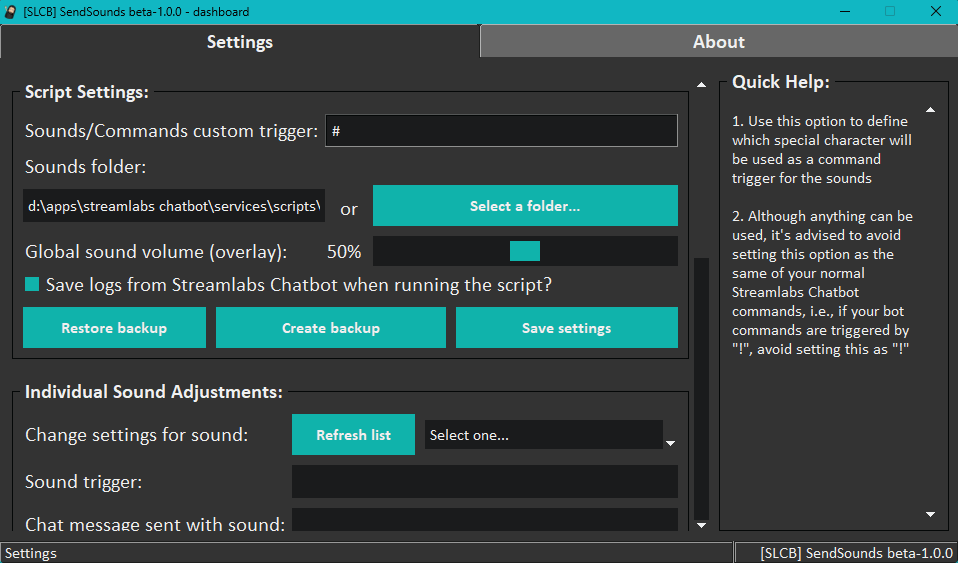 [SLCB] SendSounds beta-1.0.0 - dashboard
Settings
About
Script Settings:
Sounds/Commands custom trigger:
#
Sounds folder:
d:\apps\streamlabs chatbot\services\scripts\
or
Select a folder...
Global sound volume (overlay):
50%
Save logs from Streamlabs Chatbot when running the script?
Restore backup
Create backup
Save settings
Individual Sound Adjustments:
Change settings for sound:
Refresh list
Select one...
Sound trigger:
Chat message sent with sound:
Quick Help:
1. Use this option to define
which special character will
be used as a command
trigger for the sounds
2. Although anything can be
used, it's advised to avoid
setting this option as the
same of your normal
Streamlabs Chatbot
commands, i.e., if your bot
commands are triggered by
"!", avoid setting this as "!"
Settings
[SLCB] SendSounds beta-1.0.0